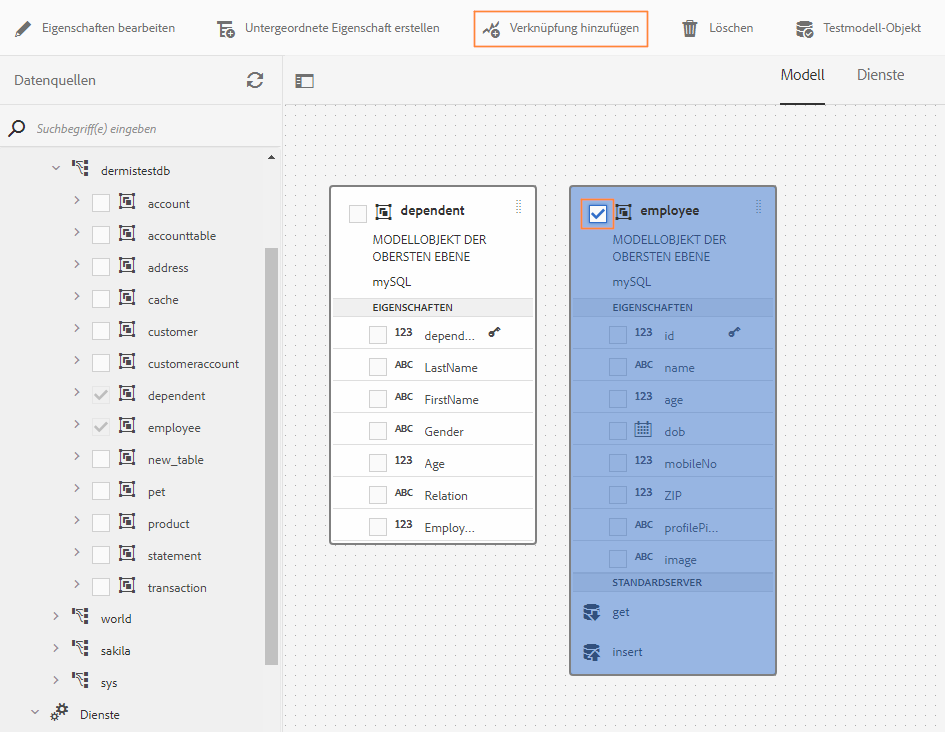 Eigenschaften bearbeiten
Untergeordnete Eigenschaft erstellen
Verknüpfung hinzufügen
Löschen
Testmodell-Objekt
Datenquellen
Modell
Dienste
Suchbegriff(e) eingeben
dermistestdb
account
accounttable
address
cache
customer
customeraccount
dependent
employee
new_table
pet
product
statement
transaction
world
sakila
sys
Dienste
dependent
MODELLOBJEKT DER
OBERSTEN EBENE
mySQL
EIGENSCHAFTEN
123 depend...
ABC LastName
ABC FirstName
ABC Gender
123 Age
ABC Relation
123 Employ...
employee
MODELLOBJEKT DER
OBERSTEN EBENE
mySQL
EIGENSCHAFTEN
123 id
ABC name
123 age
dob
123 mobileNo
123 ZIP
ABC profilePi...
ABC image
STANDARDSERVER
get
insert